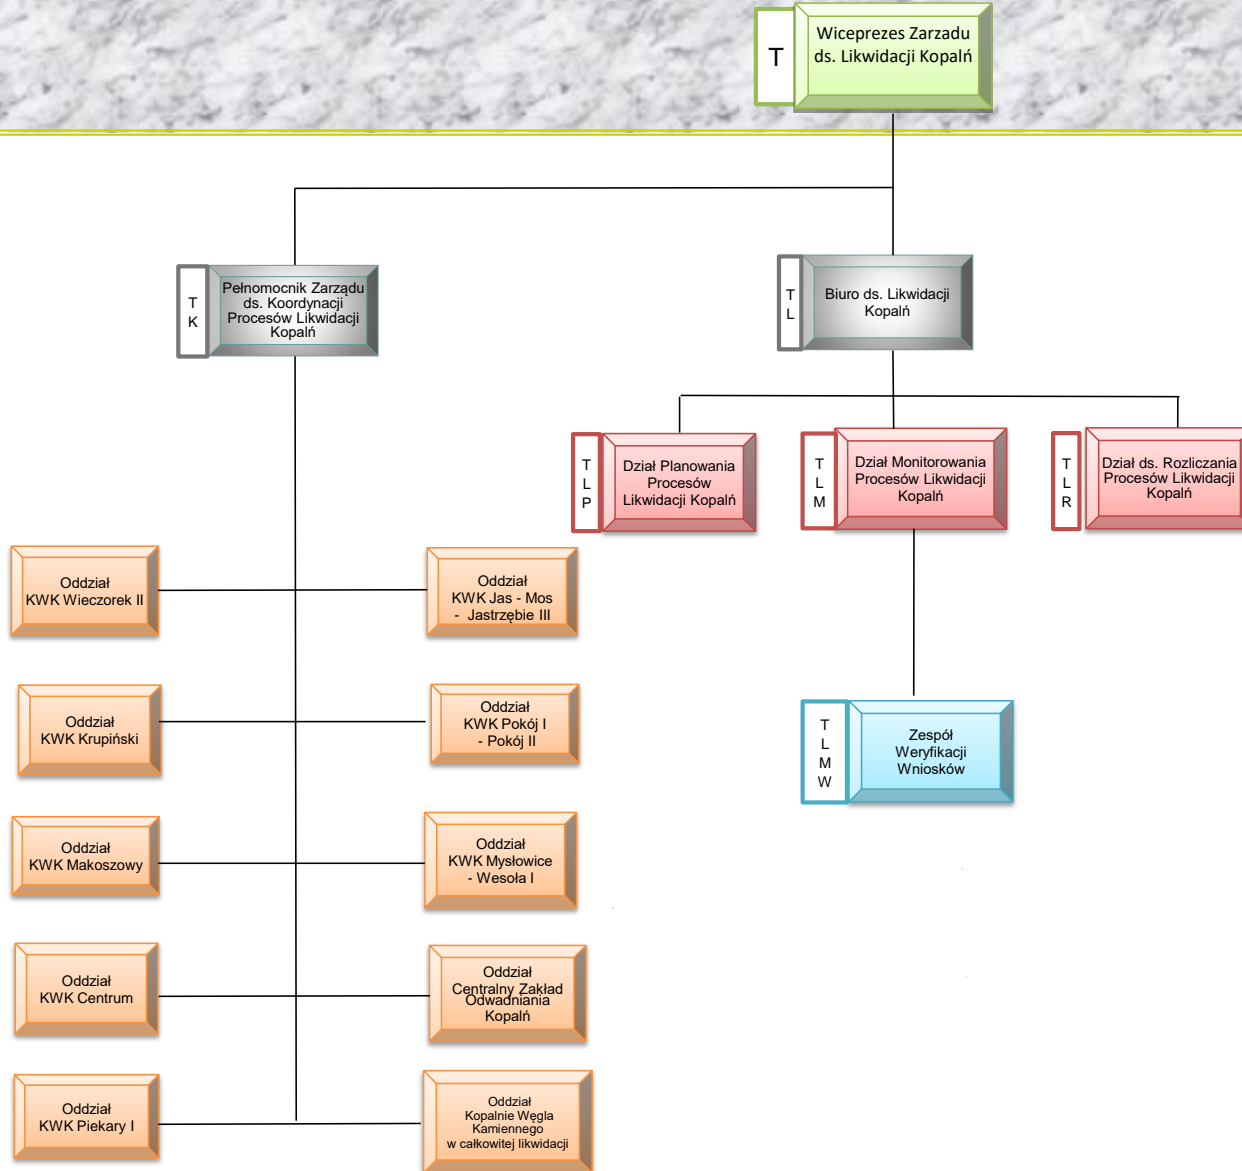 T
Wiceprezes Zarzadu
ds. Likwidacji Kopalń
T
K
Pełnomocnik Zarządu
ds. Koordynacji
Procesów Likwidacji
Kopalń
T
L
Biuro ds. Likwidacji
Kopalń
T
L
P
Dział Planowania
Procesów
Likwidacji Kopalń
T
L
M
Dział Monitorowania
Procesów Likwidacji
Kopalń
T
L
R
Dział ds. Rozliczania
Procesów Likwidacji
Kopalń
Oddział
KWK Wieczorek II
Oddział
KWK Jas - Mos
- Jastrzębie III
Oddział
KWK Krupiński
Oddział
KWK Pokój I
- Pokój II
T
L
M
W
Zespół
Weryfikacji
Wniosków
Oddział
KWK Makoszowy
Oddział
KWK Mysłowice
- Wesoła I
Oddział
KWK Centrum
Oddział
Centralny Zakład
Odwadniania
Kopalń
Oddział
KWK Piekary I
Oddział
Kopalnie Węgla
Kamiennego
w całkowitej likwidacji